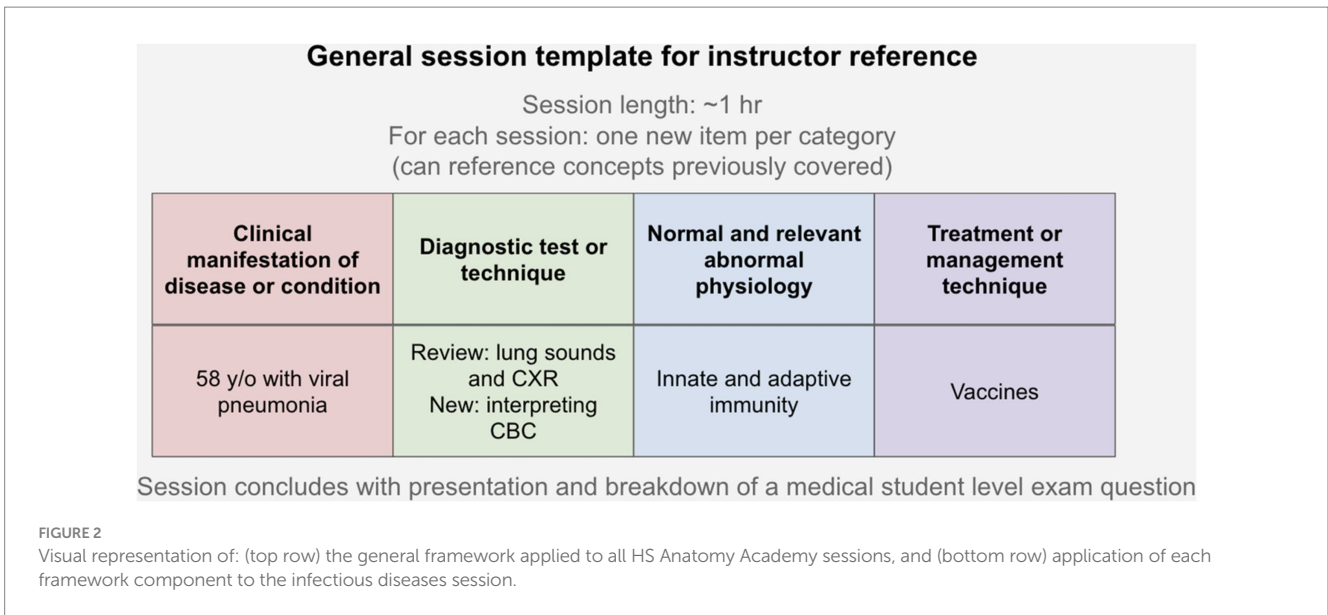 General session template for instructor reference
Session length: ~1 hr
For each session: one new item per category
(can reference concepts previously covered)
Clinical
manifestation of
disease or condition
Diagnostic test or
technique
Normal and relevant
abnormal
physiology
Treatment or
management
technique
58 y/o with viral
pneumonia
Review: lung sounds
and CXR
New: interpreting
CBC
Innate and adaptive
immunity
Vaccines
Session concludes with presentation and breakdown of a medical student level exam question
FIGURE 2
Visual representation of: (top row) the general framework applied to all HS Anatomy Academy sessions, and (bottom row) application of each
framework component to the infectious diseases session.